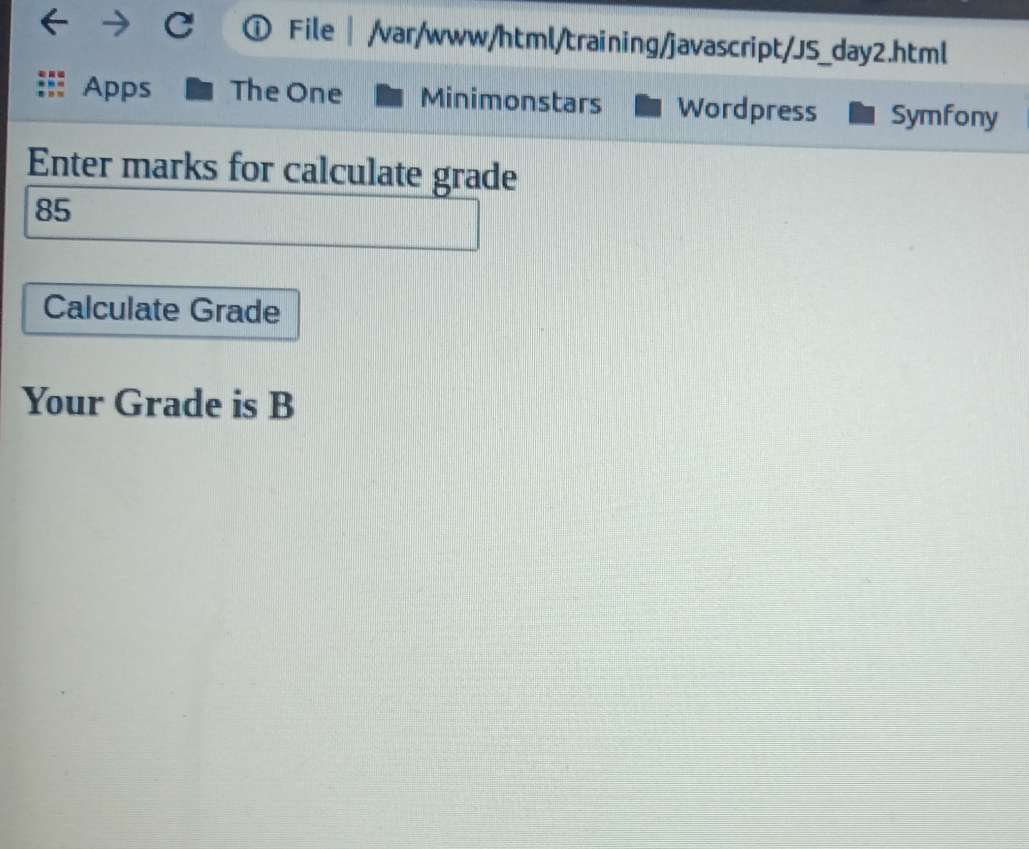 File | /var/www/html/training/javascript/JS_day2.html
Apps The One Minimonstars Wordpress Symfony
Enter marks for calculate grade
85
Calculate Grade
Your Grade is B